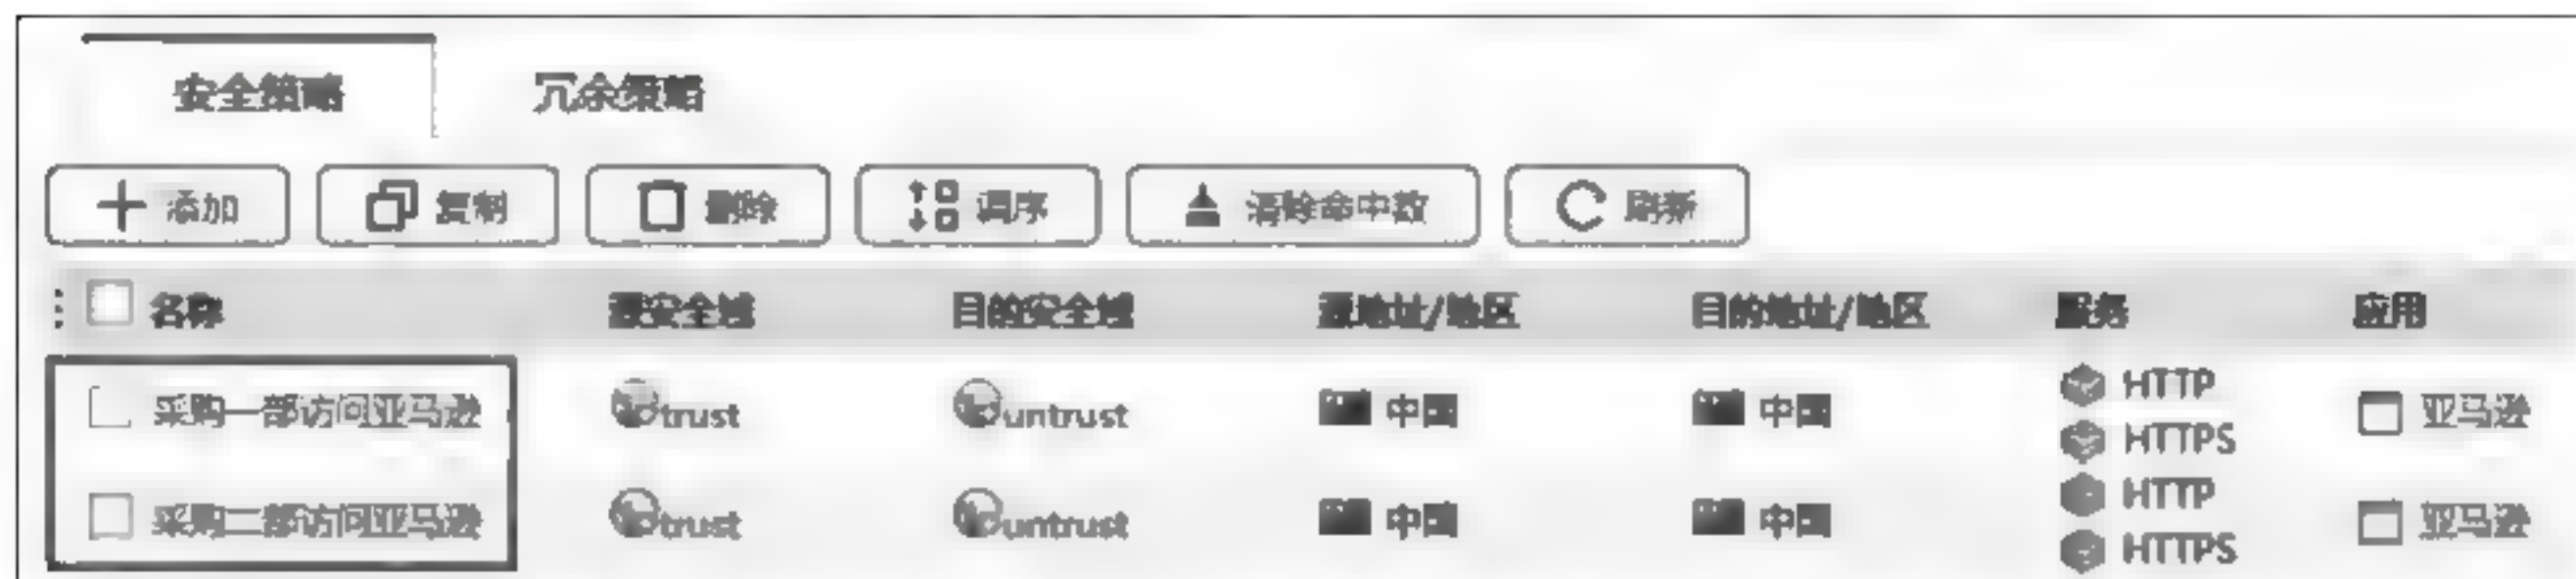 安全策略 冗余策略
添加 复制 删除 调序 清除命中数 刷新
名称 源安全域 目的安全域 源地址/地区 目的地址/地区 服务 应用
采购一部访问亚马逊 trust untrust 中国 中国 HTTP HTTPS 亚马逊
采购二部访问亚马逊 trust untrust 中国 中国 HTTP HTTPS 亚马逊